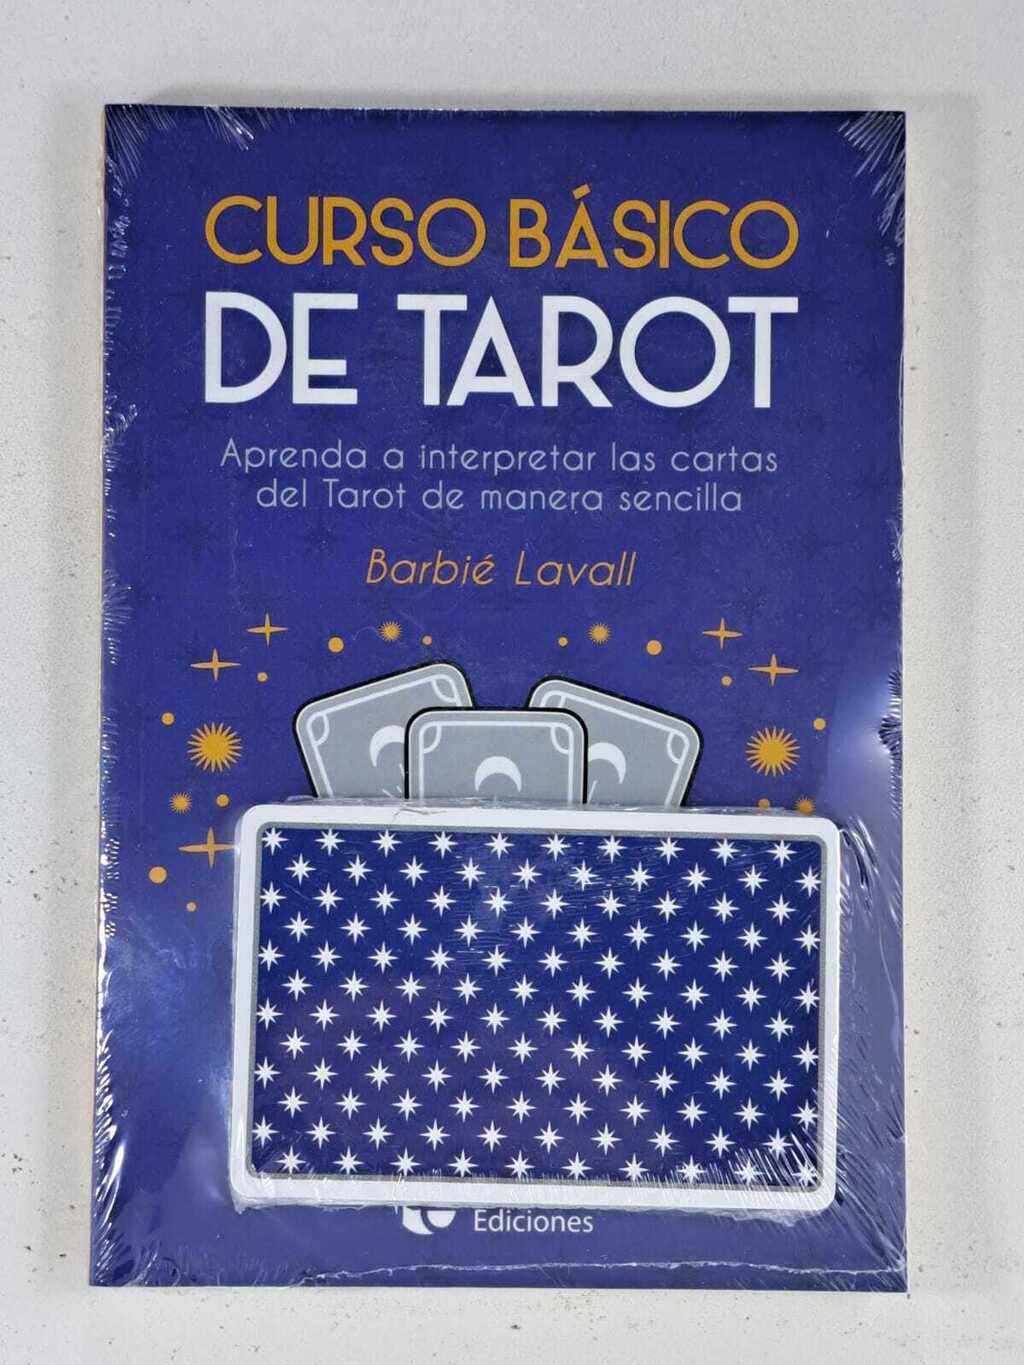 CURSO BÁSICO
DE TAROT
Aprenda a interpretar las cartas
del Tarot de manera sencilla
Barbié Lavall
Ediciones